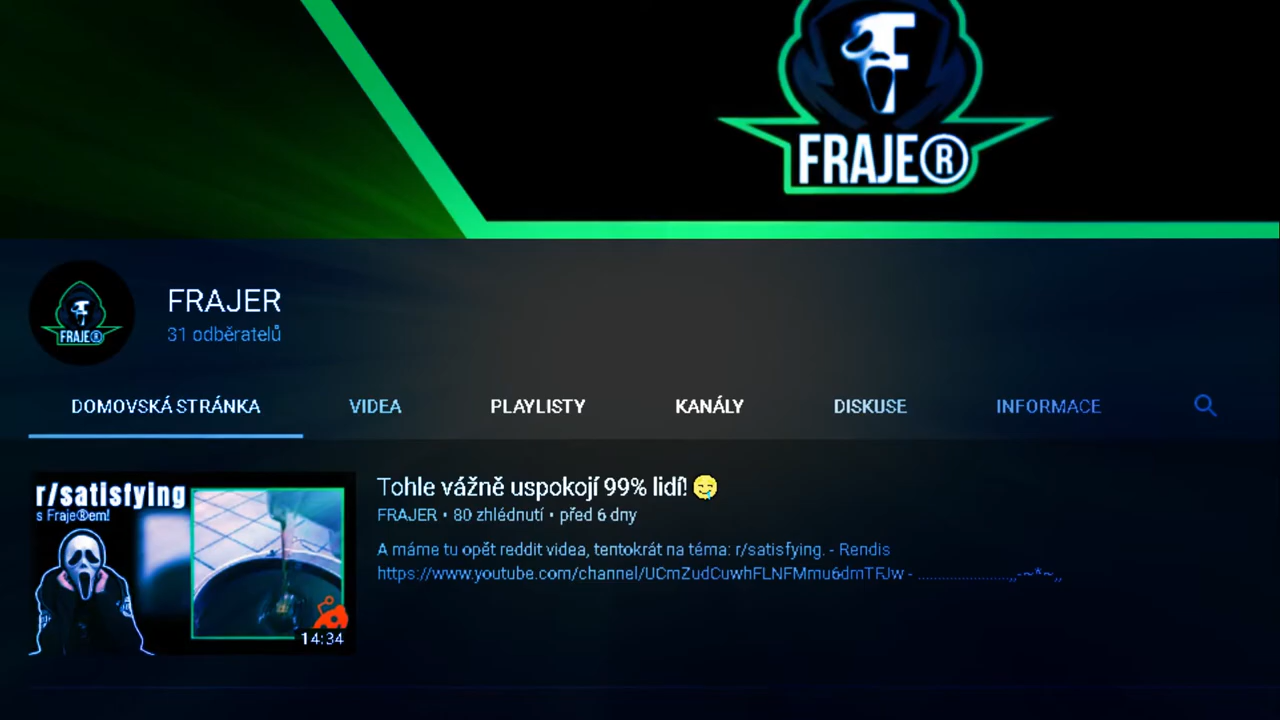 FRAJE®
FRAJE®
FRAJER
31 odběratelů
DOMOVSKÁ STRÁNKA
VIDEA
PLAYLISTY
KANÁLY
DISKUSE
INFORMACE
r/satisfying
s Fraje®em!
14:34
Tohle vážně uspokojí 99% lidí! 🤤
FRAJER • 80 zhlédnutí • před 6 dny
A máme tu opět reddit videa, tentokrát na téma: r/satisfying. - Rendis
https://www.youtube.com/channel/UCmZudCuwhFLNFMmu6dmTFJw - ........................,,-~*~,,